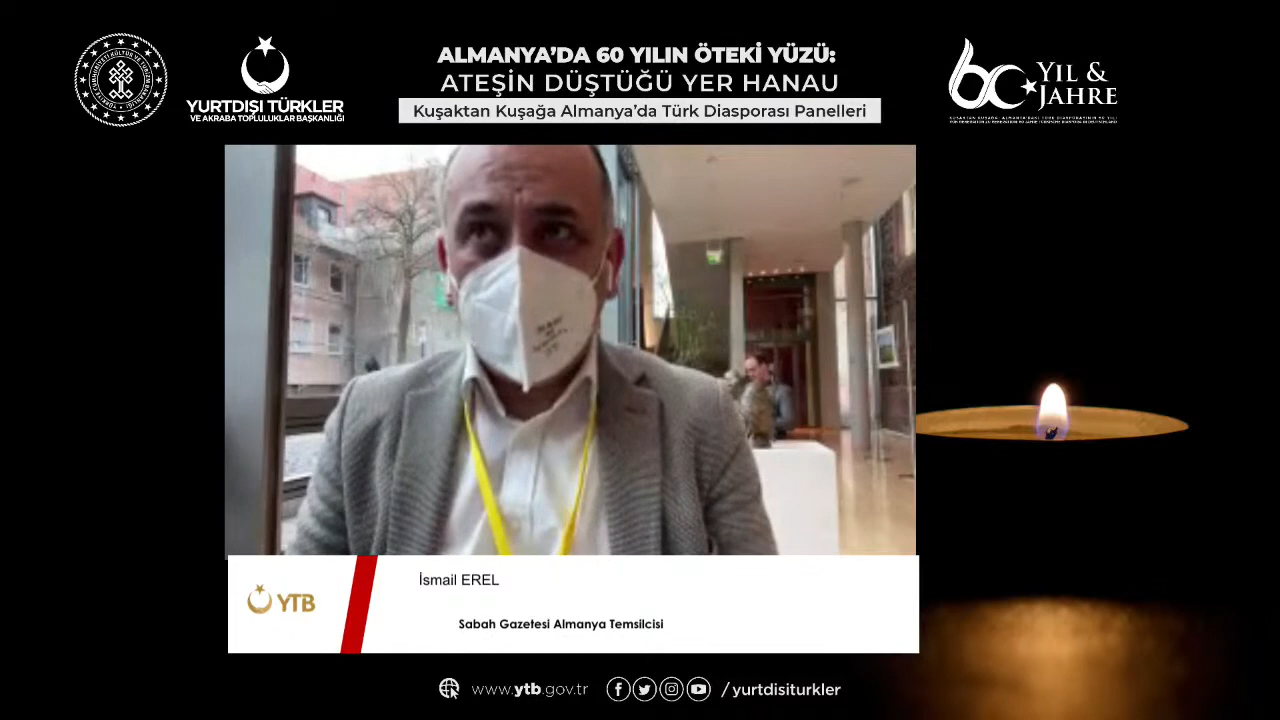 ALMANYA'DA 60 YILIN ÖTEKİ YÜZÜ:
ATEŞİN DÜŞTÜĞÜ YER HANAU
Kuşaktan Kuşağa Almanya'da Türk Diasporası Panelleri
YURTDIŞI TÜRKLER
VE AKRABA TOPLULUKLAR BAŞKANLIĞI
60 YIL &
JAHRE
YTB
İsmail EREL
Sabah Gazetesi Almanya Temsilcisi
www.ytb.gov.tr
/yurtdisiturkler